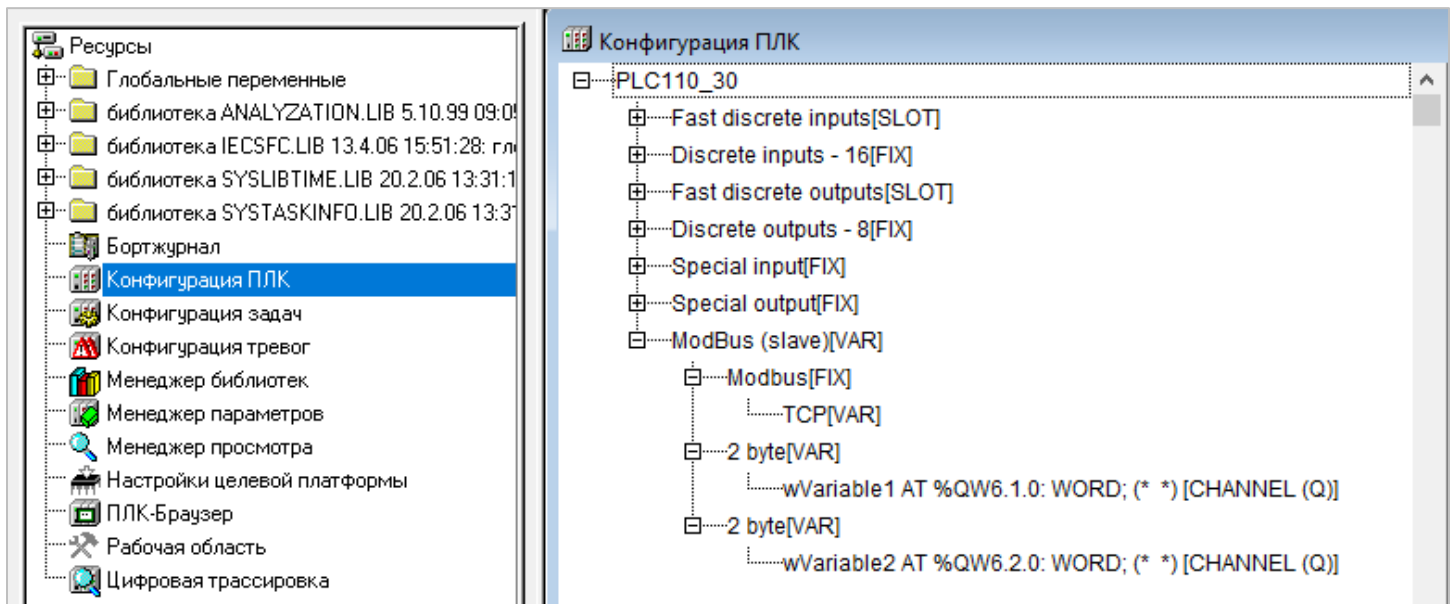 Ресурсы
Глобальные переменные
библиотека ANALYZATION.LIB 5.10.99 09:05
библиотека IECSFC.LIB 13.4.06 15:51:28: гл
библиотека SYSLIBTIME.LIB 20.2.06 13:31:1
библиотека SYSTASKINFO.LIB 20.2.06 13:3
Бортжурнал
Конфигурация ПЛК
Конфигурация задач
Конфигурация тревог
Менеджер библиотек
Менеджер параметров
Менеджер просмотра
Настройки целевой платформы
ПЛК-Браузер
Рабочая область
Цифровая трассировка
Конфигурация ПЛК
PLC110_30
Fast discrete inputs[SLOT]
Discrete inputs - 16[FIX]
Fast discrete outputs[SLOT]
Discrete outputs - 8[FIX]
Special input[FIX]
Special output[FIX]
ModBus (slave)[VAR]
Modbus[FIX]
TCP[VAR]
2 byte[VAR]
wVariable1 AT %QW6.1.0: WORD; (* *) [CHANNEL (Q)]
2 byte[VAR]
wVariable2 AT %QW6.2.0: WORD; (* *) [CHANNEL (Q)]